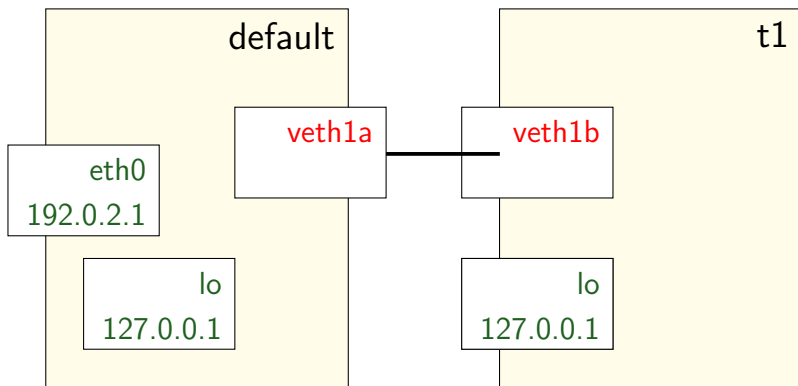 default
t1
veth1a
veth1b
eth0
192.0.2.1
lo
127.0.0.1
lo
127.0.0.1